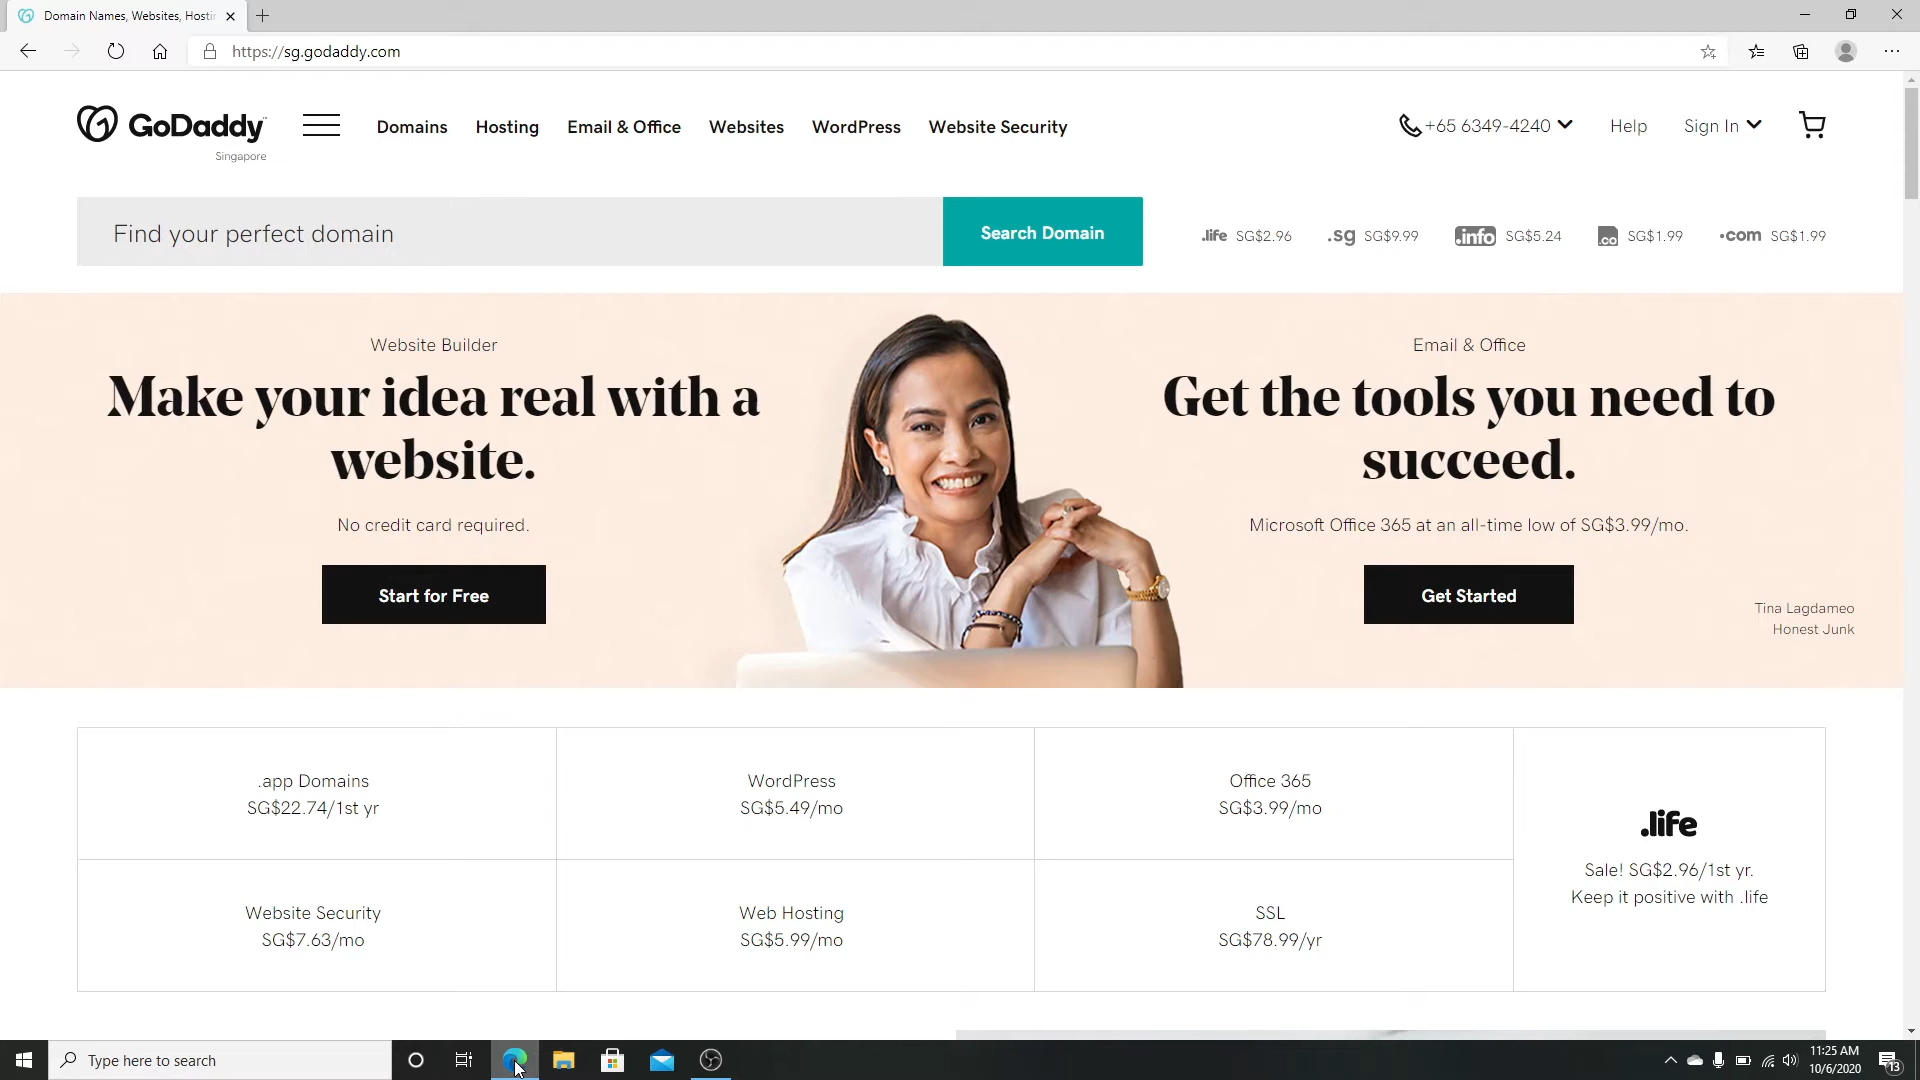 Domain Names, Websites, Hosti
https://sg.godaddy.com
GoDaddy
Singapore
Domains
Hosting
Email & Office
Websites
WordPress
Website Security
+65 6349-4240
Help
Sign In
Find your perfect domain
Search Domain
.life SG$2.96
.sg SG$9.99
.info SG$5.24
.co SG$1.99
.com SG$1.99
Website Builder
Make your idea real with a
website.
No credit card required.
Start for Free
Email & Office
Get the tools you need to
succeed.
Microsoft Office 365 at an all-time low of SG$3.99/mo.
Get Started
Tina Lagdameo
Honest Junk
.app Domains
SG$22.74/1st yr
WordPress
SG$5.49/mo
Office 365
SG$3.99/mo
Website Security
SG$7.63/mo
Web Hosting
SG$5.99/mo
SSL
SG$78.99/yr
.life
Sale! SG$2.96/1st yr.
Keep it positive with .life
Type here to search
11:25 AM
10/6/2020
13